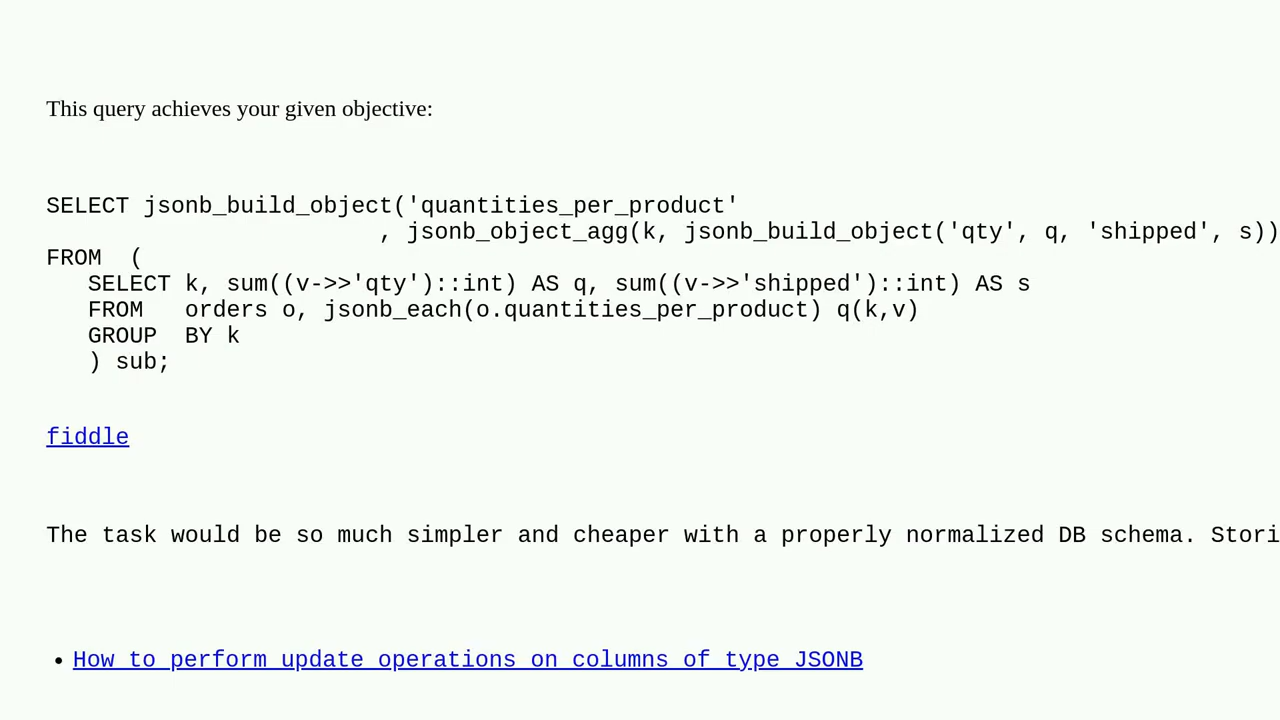 This query achieves your given objective:
SELECT jsonb_build_object('quantities_per_product'
                        , jsonb_object_agg(k, jsonb_build_object('qty', q, 'shipped', s))
FROM  (
   SELECT k, sum((v->>'qty')::int) AS q, sum((v->>'shipped')::int) AS s
   FROM   orders o, jsonb_each(o.quantities_per_product) q(k,v)
   GROUP  BY k
   ) sub;
fiddle
The task would be so much simpler and cheaper with a properly normalized DB schema. Stori
• How to perform update operations on columns of type JSONB